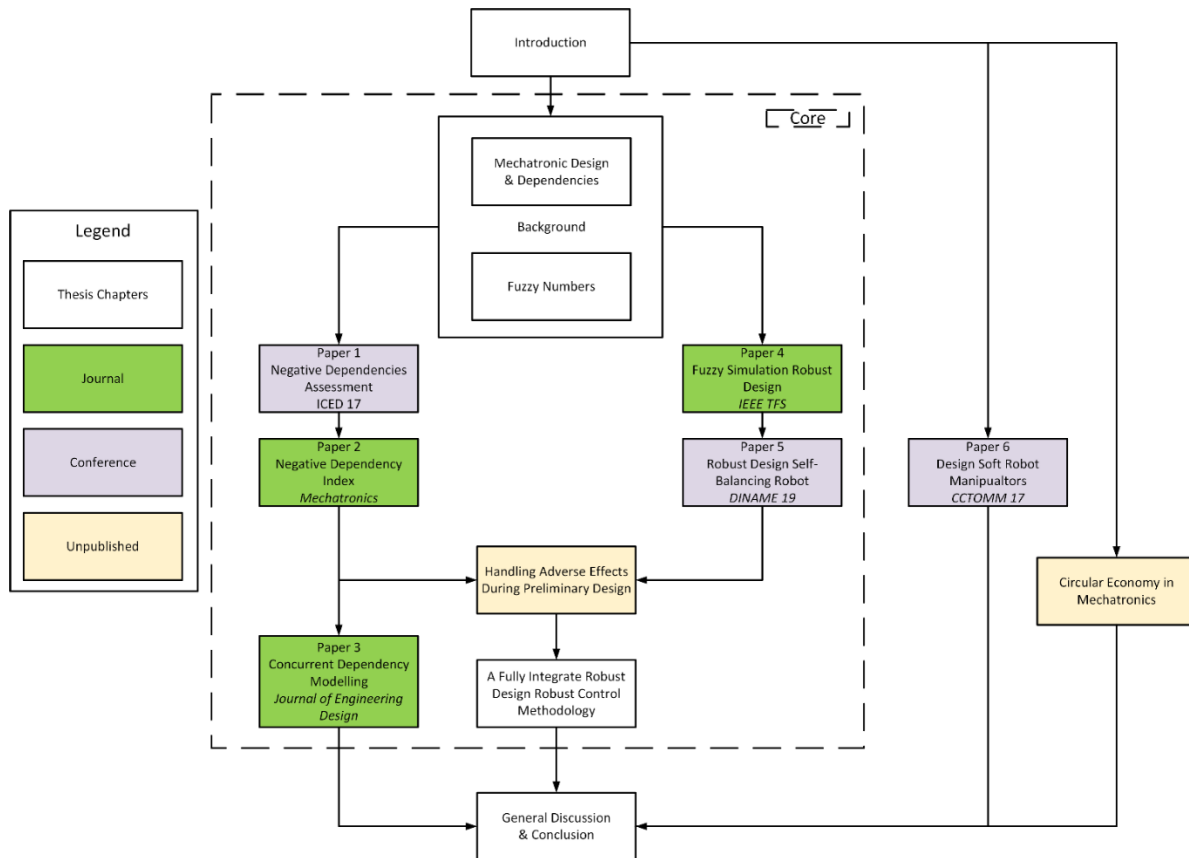 Introduction
Core
Mechatronic Design
& Dependencies
Background
Fuzzy Numbers
Legend
Thesis Chapters
Journal
Conference
Unpublished
Paper 1
Negative Dependencies
Assessment
ICED 17
Paper 4
Fuzzy Simulation Robust
Design
IEEE TFS
Paper 2
Negative Dependency
Index
Mechatronics
Paper 5
Robust Design Self-
Balancing Robot
DINAME 19
Paper 6
Design Soft Robot
Manipualtors
CCTOMM 17
Handling Adverse Effects
During Preliminary Design
Circular Economy in
Mechatronics
Paper 3
Concurrent Dependency
Modelling
Journal of Engineering
Design
A Fully Integrate Robust
Design Robust Control
Methodology
General Discussion
& Conclusion